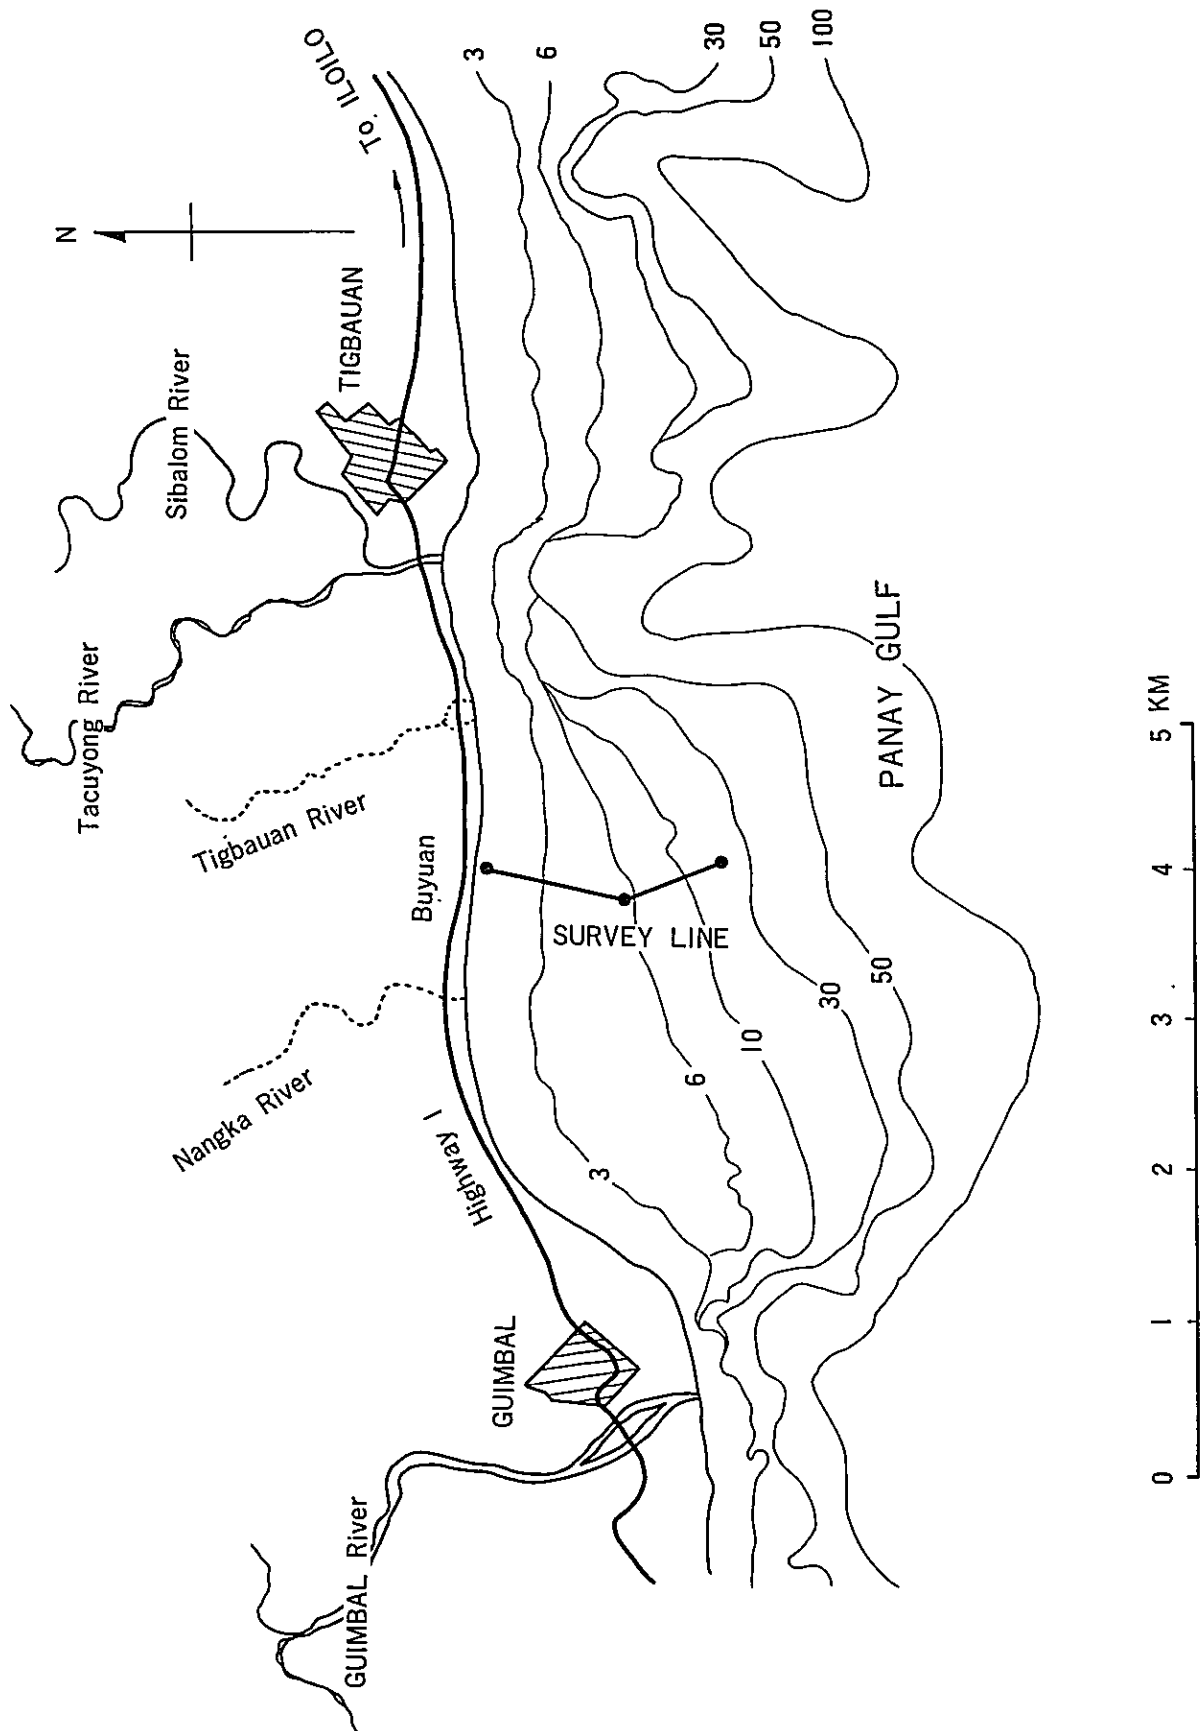 GUIMBAL River
GUIMBAL
Highway 1
Nangka River
Buyuan
Tigbauan River
Tacuyong River
Sibalom River
TIGBAUAN
N
To. ILOILO
3
6
30
50
100
3
6
10
30
50
SURVEY LINE
PANAY GULF
0 1 2 3 4 5 KM